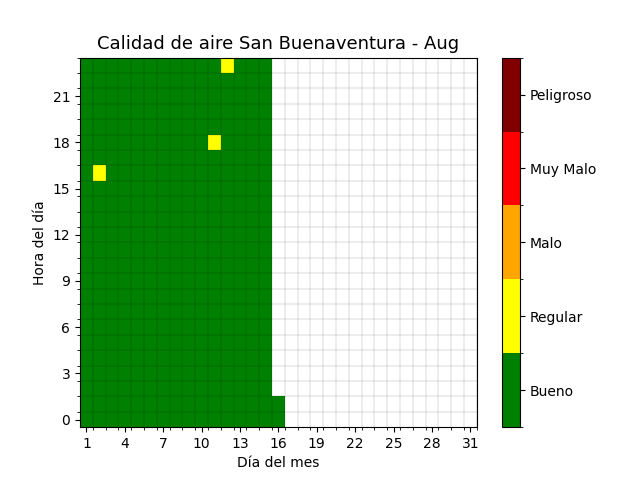 Calidad de aire San Buenaventura - Aug
Hora del día
21
18
15
12
9
6
3
0
1 4 7 10 13 16 19 22 25 28 31
Día del mes
Peligroso
Muy Malo
Malo
Regular
Bueno